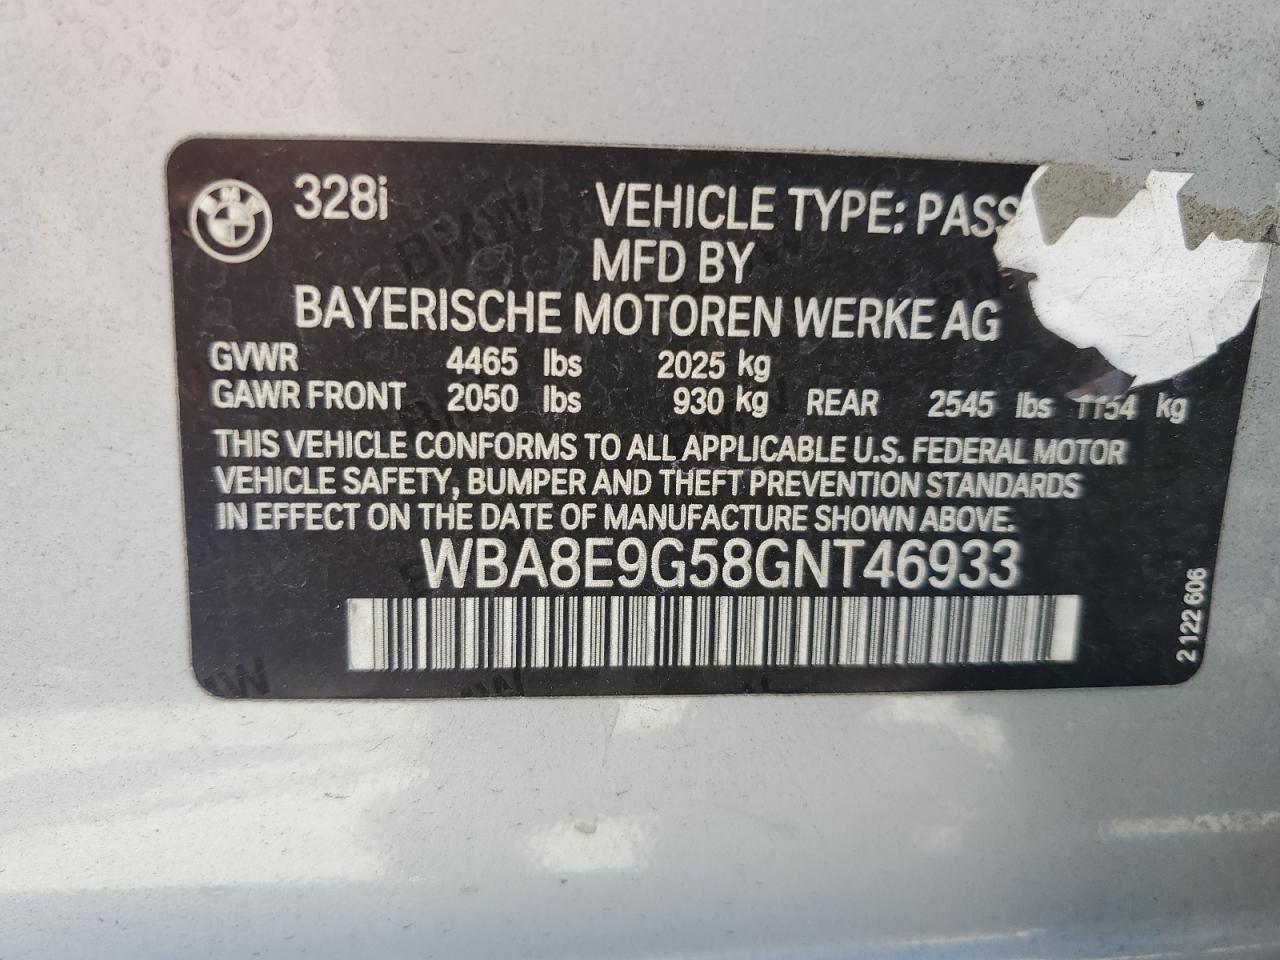 328i VEHICLE TYPE: PASS
MFD BY
BAYERISCHE MOTOREN WERKE AG
GVWR 4465 lbs 2025 kg
GAWR FRONT 2050 lbs 930 kg REAR 2545 lbs 1154 kg
THIS VEHICLE CONFORMS TO ALL APPLICABLE U.S. FEDERAL MOTOR
VEHICLE SAFETY, BUMPER AND THEFT PREVENTION STANDARDS
IN EFFECT ON THE DATE OF MANUFACTURE SHOWN ABOVE.
WBA8E9G58GNT46933
2 122 606